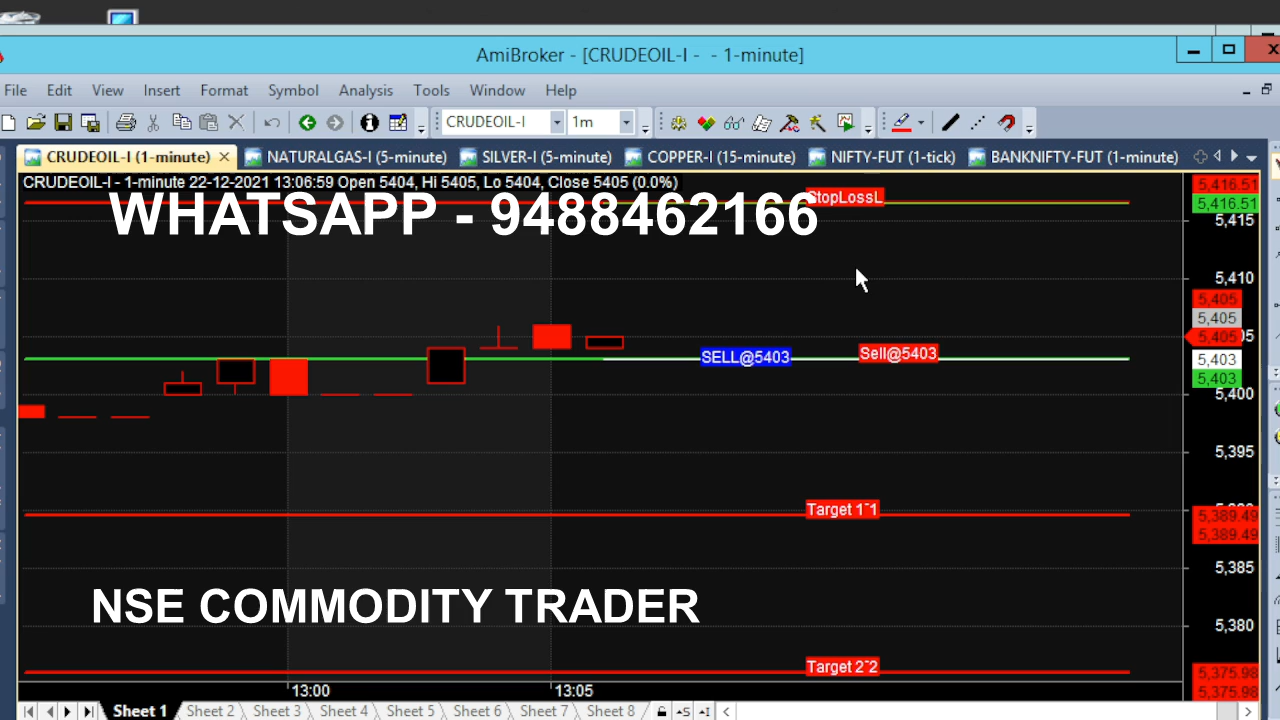 AmiBroker - [CRUDEOIL-I - - 1-minute]
File Edit View Insert Format Symbol Analysis Tools Window Help
CRUDEOIL-I 1m
CRUDEOIL-I (1-minute) NATURALGAS-I (5-minute) SILVER-I (5-minute) COPPER-I (15-minute) NIFTY-FUT (1-tick) BANKNIFTY-FUT (1-minute)
CRUDEOIL-I - 1-minute 22-12-2021 13:06:59 Open 5404, Hi 5405, Lo 5404, Close 5405 (0.0%)
5,416.51
StopLossL
5,416.51
WHATSAPP - 9488462166
5,415
5,410
5,405
5,405
5,405
SELL@5403 Sell@5403
5,403
5,403
5,400
5,395
Target 1~1
5,389.49
5,389.49
5,385
NSE COMMODITY TRADER
5,380
Target 2~2
5,375.98
5,375.98
13:00 13:05
Sheet 1 Sheet 2 Sheet 3 Sheet 4 Sheet 5 Sheet 6 Sheet 7 Sheet 8